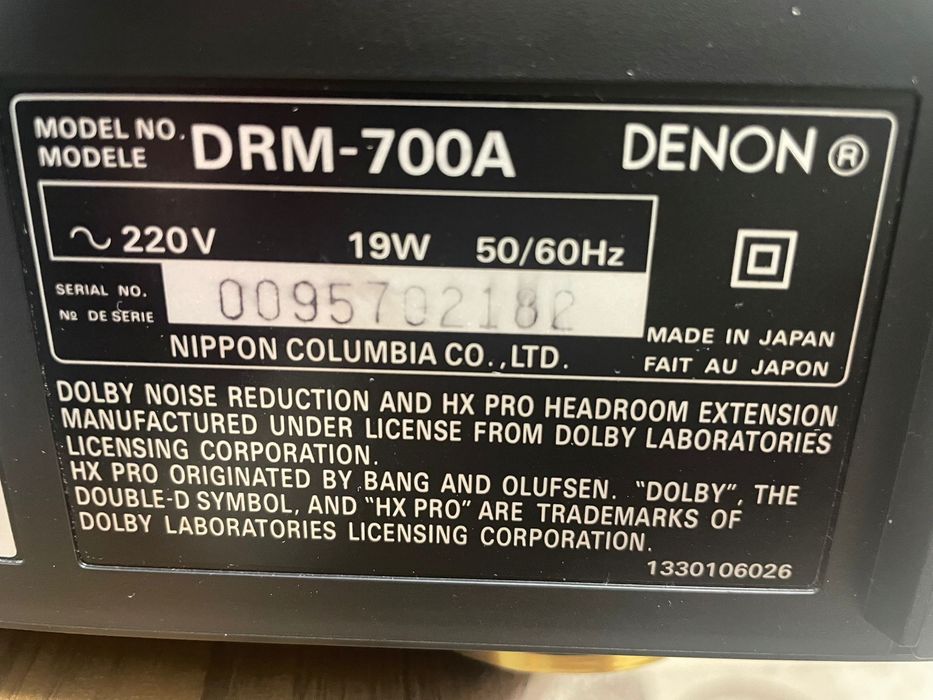 MODEL NO. DRM-700A DENON ®
MODELE
~ 220V 19W 50/60Hz
SERIAL NO. 0095702182
Nº DE SERIE
NIPPON COLUMBIA CO.,LTD.
MADE IN JAPAN
FAIT AU JAPON
DOLBY NOISE REDUCTION AND HX PRO HEADROOM EXTENSION
MANUFACTURED UNDER LICENSE FROM DOLBY LABORATORIES
LICENSING CORPORATION.
HX PRO ORIGINATED BY BANG AND OLUFSEN. "DOLBY", THE
DOUBLE-D SYMBOL, AND "HX PRO" ARE TRADEMARKS OF
DOLBY LABORATORIES LICENSING CORPORATION.
1330106026